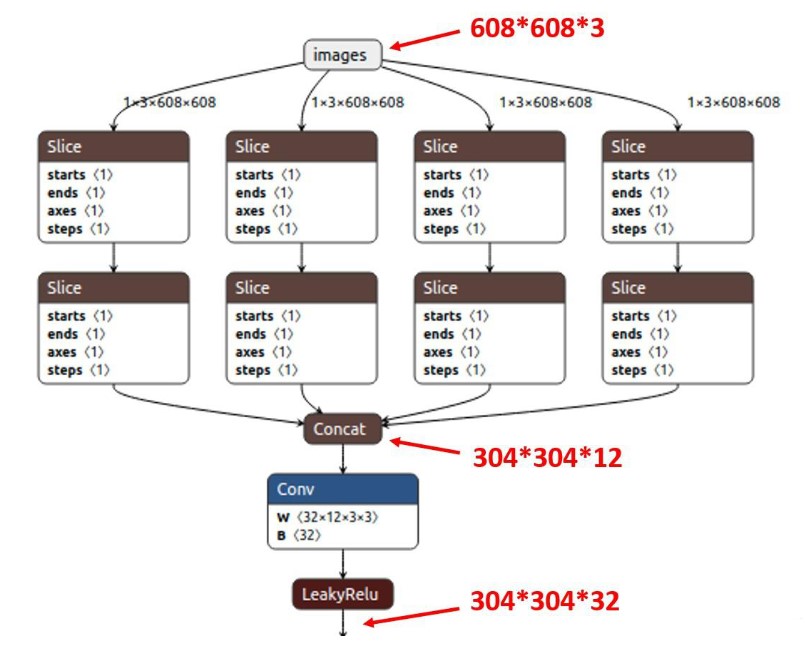 608*608*3
images
1×3×608×608 1×3×608×608 1×3×608×608 1×3×608×608
Slice Slice Slice Slice
starts ⟨1⟩ starts ⟨1⟩ starts ⟨1⟩ starts ⟨1⟩
ends ⟨1⟩ ends ⟨1⟩ ends ⟨1⟩ ends ⟨1⟩
axes ⟨1⟩ axes ⟨1⟩ axes ⟨1⟩ axes ⟨1⟩
steps ⟨1⟩ steps ⟨1⟩ steps ⟨1⟩ steps ⟨1⟩
Slice Slice Slice Slice
starts ⟨1⟩ starts ⟨1⟩ starts ⟨1⟩ starts ⟨1⟩
ends ⟨1⟩ ends ⟨1⟩ ends ⟨1⟩ ends ⟨1⟩
axes ⟨1⟩ axes ⟨1⟩ axes ⟨1⟩ axes ⟨1⟩
steps ⟨1⟩ steps ⟨1⟩ steps ⟨1⟩ steps ⟨1⟩
Concat
304*304*12
Conv
W ⟨32×12×3×3⟩
B ⟨32⟩
LeakyRelu
304*304*32